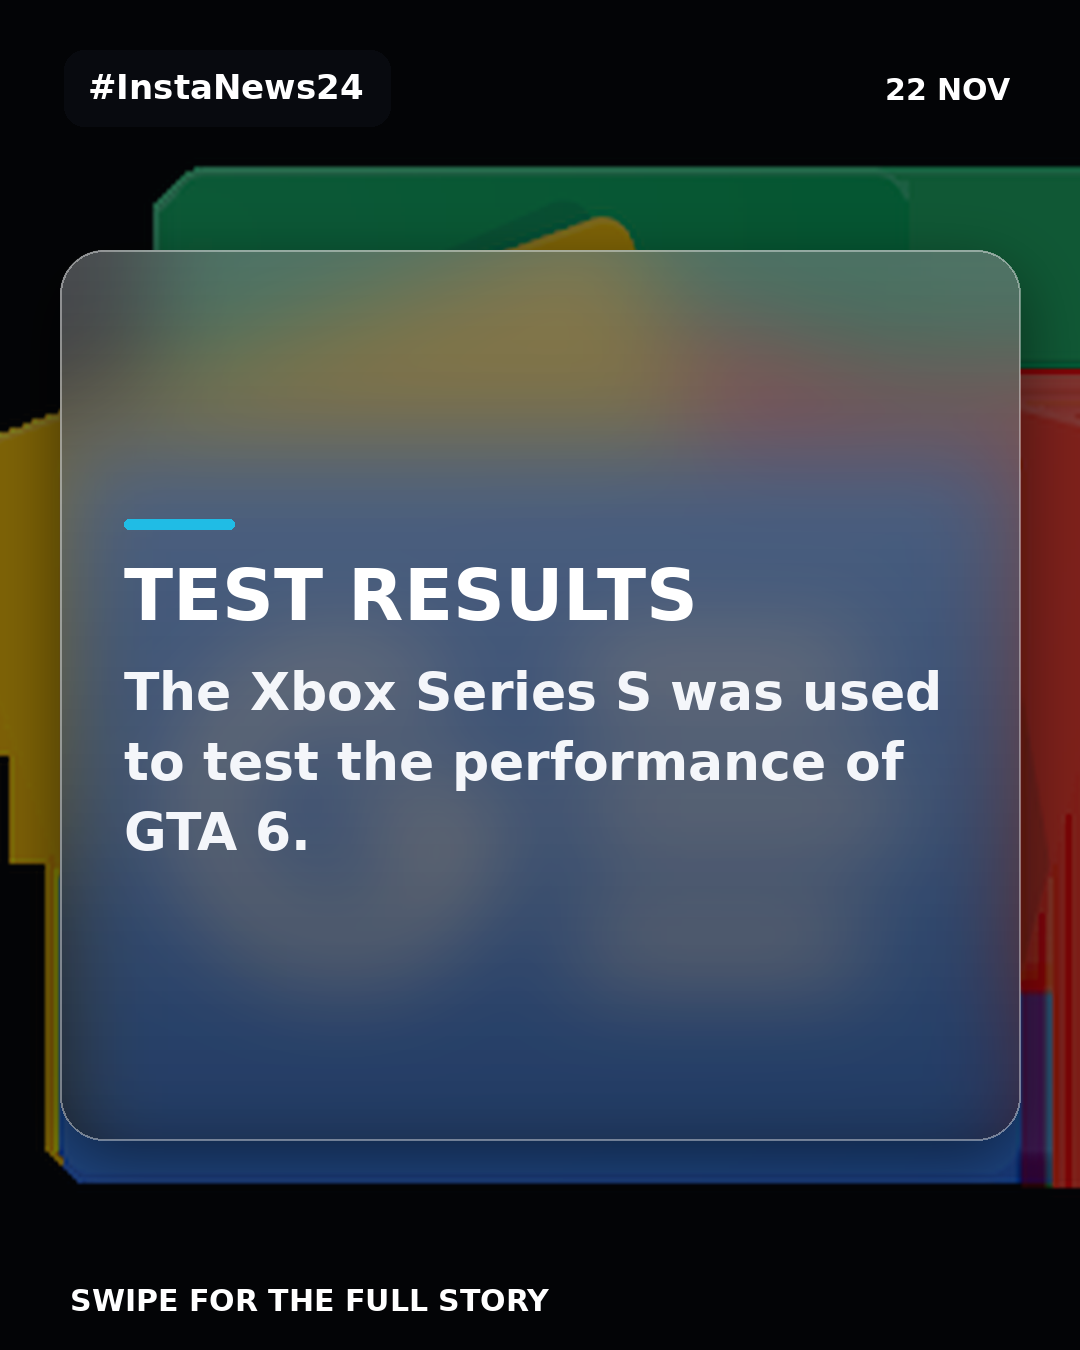 #InstaNews24
22 NOV
TEST RESULTS
The Xbox Series S was used
to test the performance of
GTA 6.
SWIPE FOR THE FULL STORY